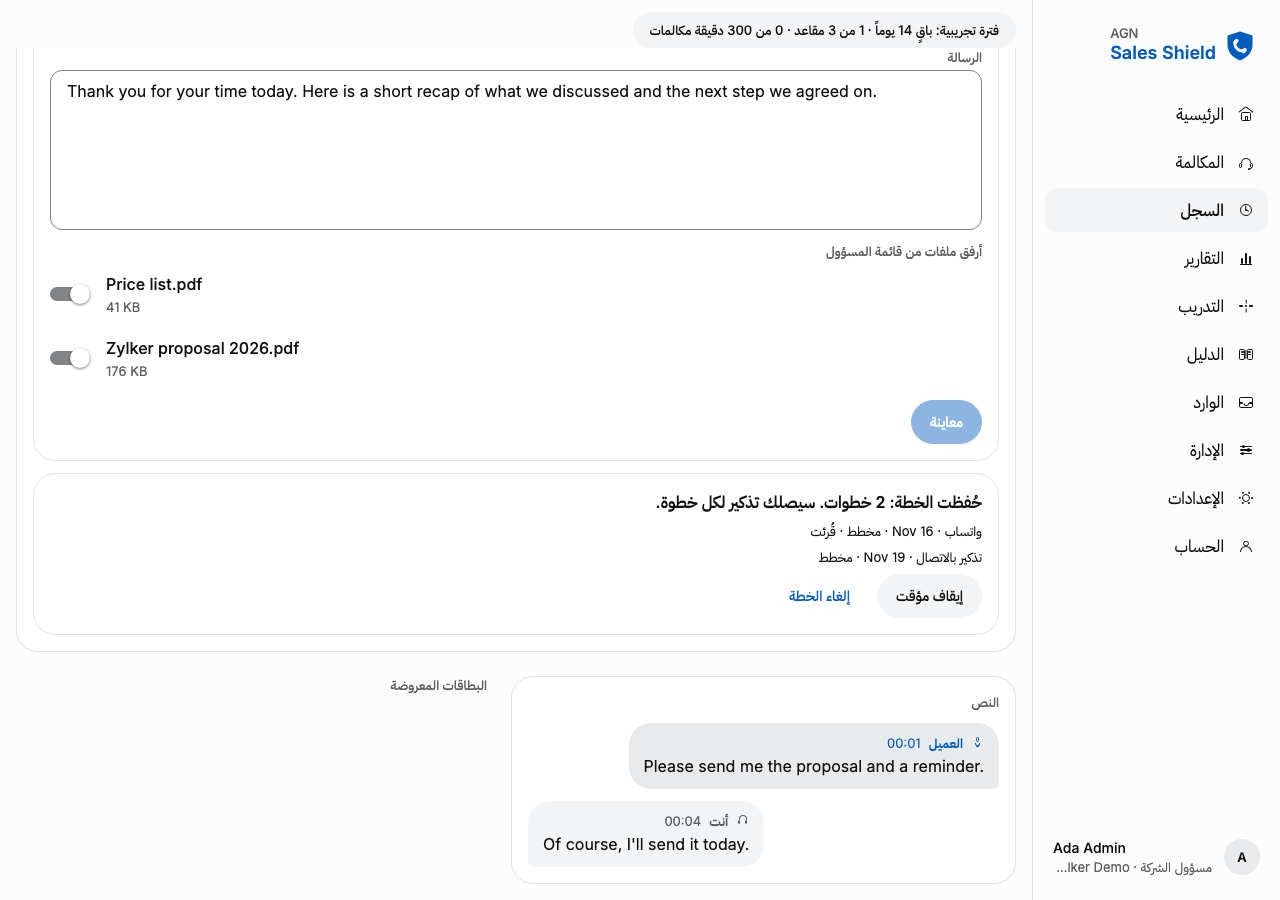 فترة تجريبية: باقٍ 14 يوماً · 1 من 3 مقاعد · 0 من 300 دقيقة مكالمات
AGN
Sales Shield
الرئيسية
المكالمة
السجل
التقارير
التدريب
الدليل
الوارد
الإدارة
الإعدادات
الحساب
Ada Admin
مسؤول الشركة · lker Demo...
A
الرسالة
Thank you for your time today. Here is a short recap of what we discussed and the next step we agreed on.
أرفق ملفات من قائمة المسؤول
Price list.pdf
41 KB
Zylker proposal 2026.pdf
176 KB
معاينة
حُفظت الخطة: 2 خطوات. سيصلك تذكير لكل خطوة.
واتساب · Nov 16 · مخطط · قُرئت
تذكير بالاتصال · Nov 19 · مخطط
إيقاف مؤقت
إلغاء الخطة
النص
العميل 00:01
Please send me the proposal and a reminder.
أنت 00:04
Of course, I'll send it today.
البطاقات المعروضة